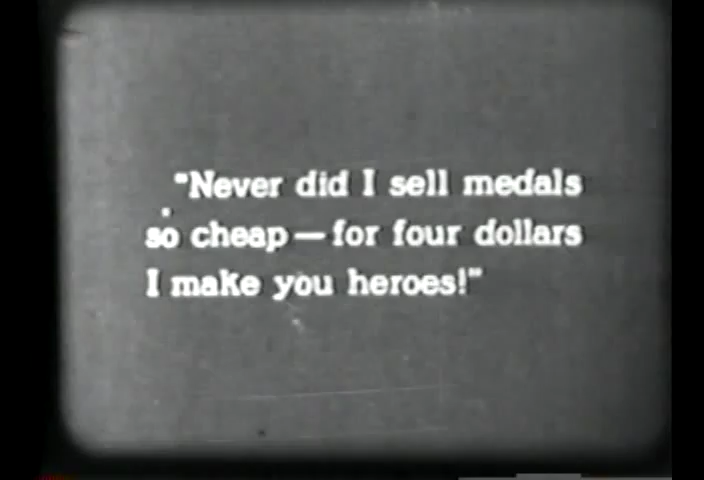 "Never did I sell medals
so cheap — for four dollars
I make you heroes!"